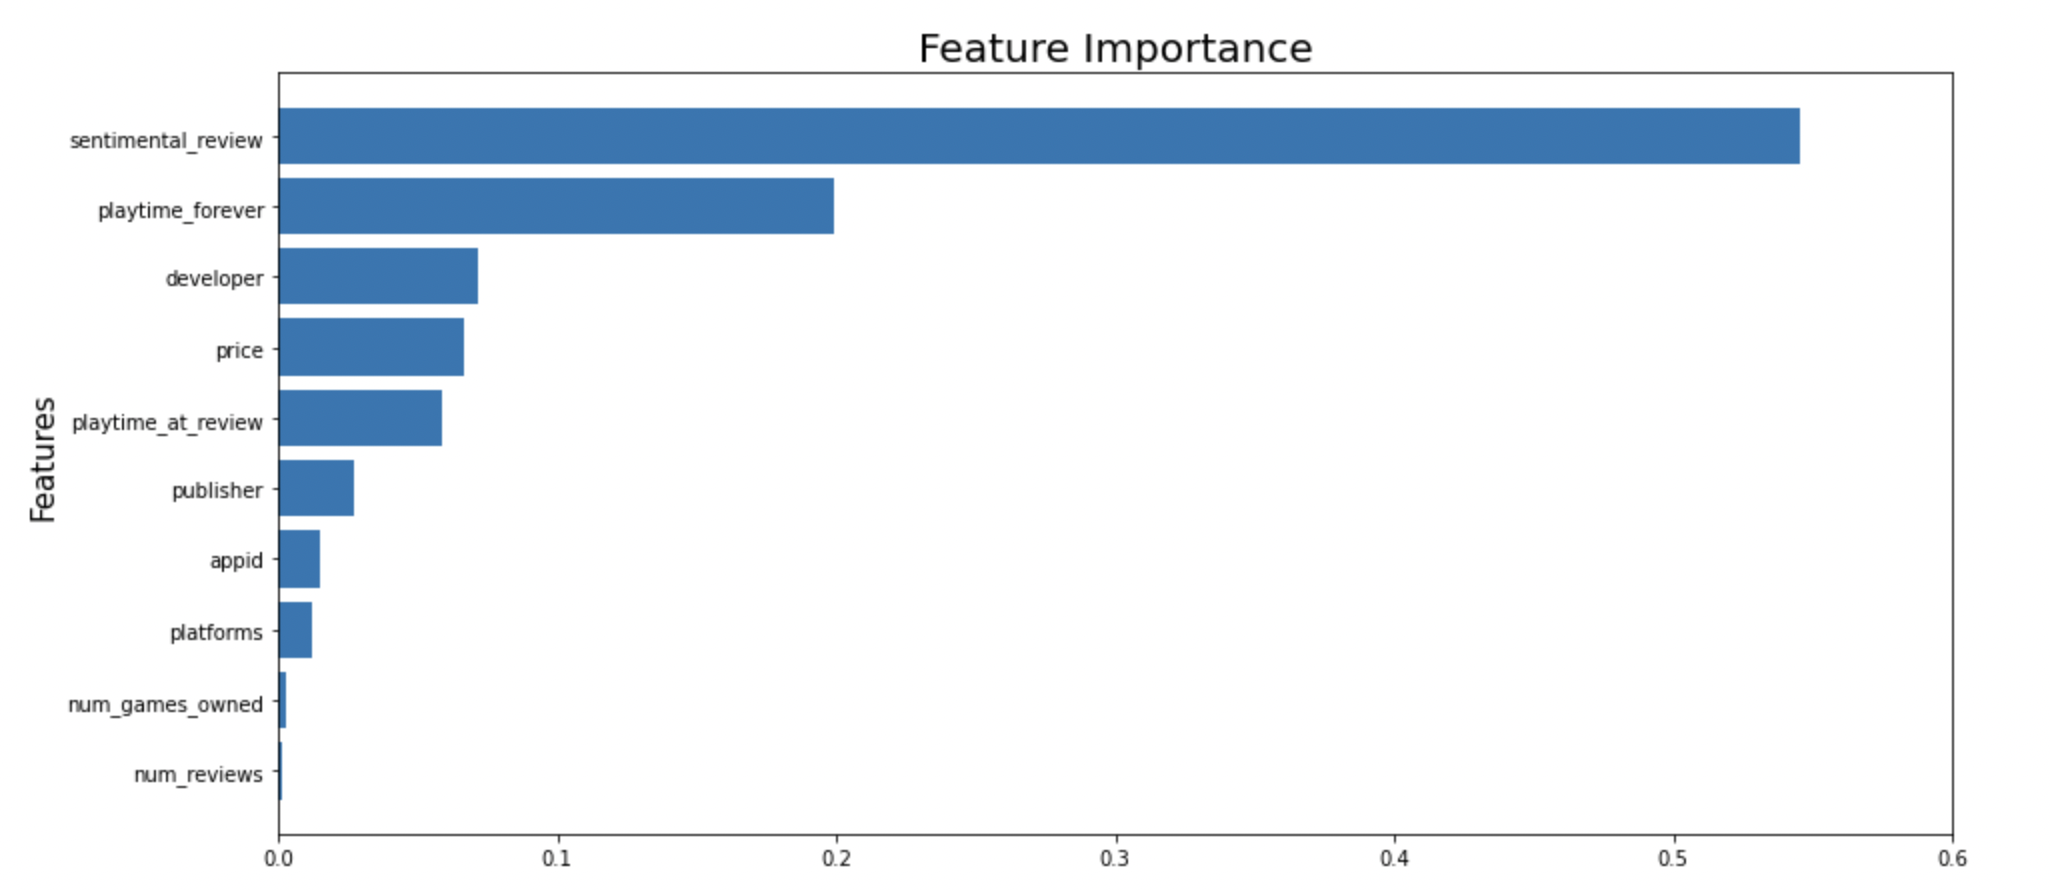 Feature Importance
Features
sentimental_review
playtime_forever
developer
price
playtime_at_review
publisher
appid
platforms
num_games_owned
num_reviews
0.0 0.1 0.2 0.3 0.4 0.5 0.6